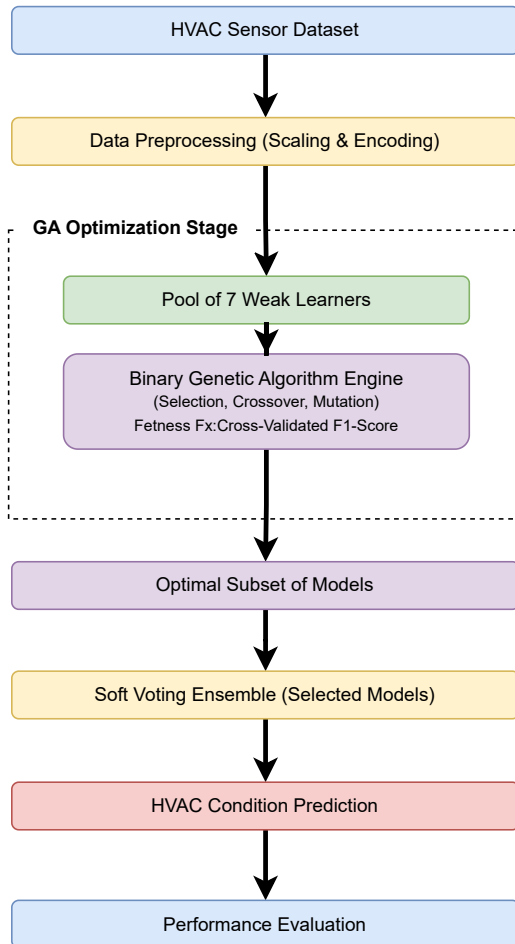 HVAC Sensor Dataset
Data Preprocessing (Scaling & Encoding)
GA Optimization Stage
Pool of 7 Weak Learners
Binary Genetic Algorithm Engine
(Selection, Crossover, Mutation)
Fetness Fx:Cross-Validated F1-Score
Optimal Subset of Models
Soft Voting Ensemble (Selected Models)
HVAC Condition Prediction
Performance Evaluation